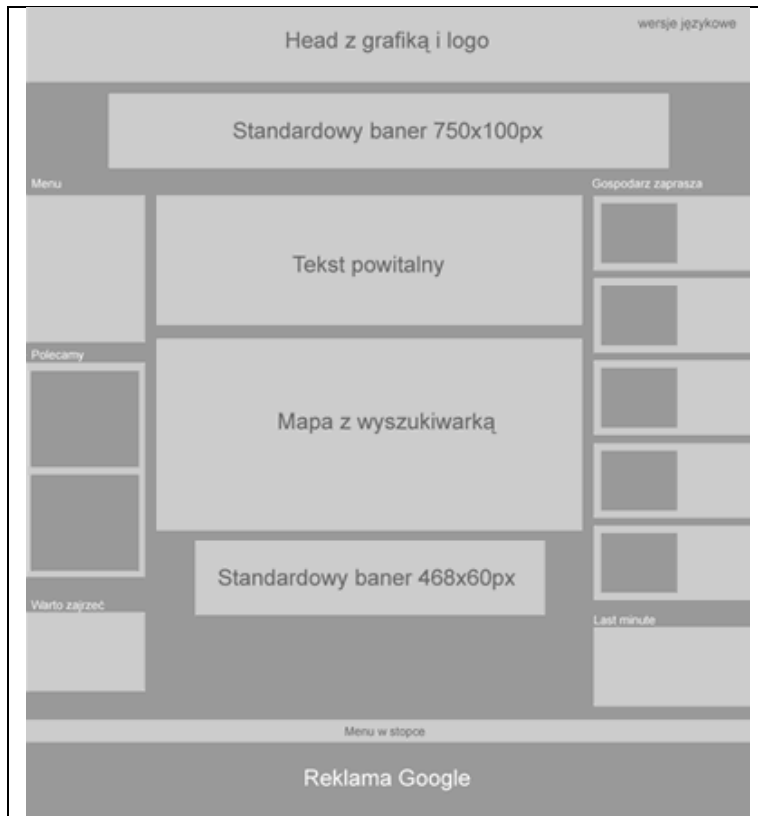 Head z grafiką i logo
wersje językowe
Standardowy baner 750x100px
Menu
Gospodarz zaprasza
Tekst powitalny
Polecamy
Mapa z wyszukiwarką
Standardowy baner 468x60px
Warto zajrzeć
Last minute
Menu w stopce
Reklama Google